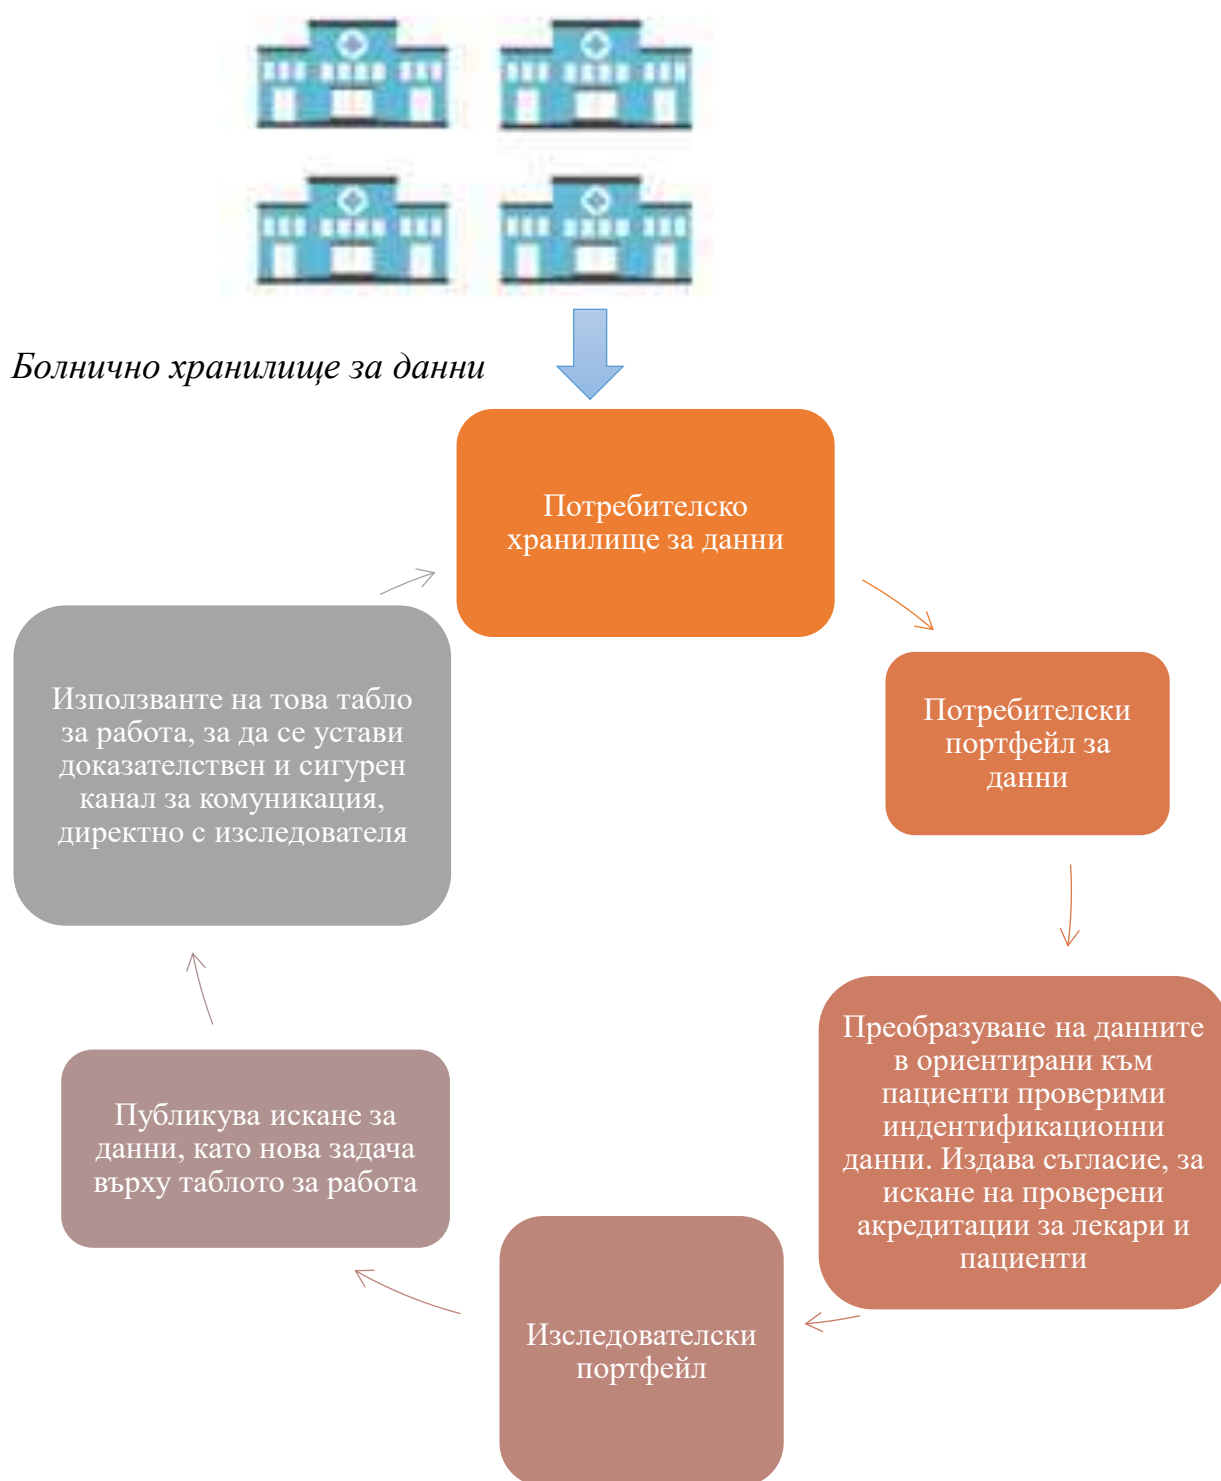 Болнично хранилище за данни
Потребителско
хранилище за данни
Потребителски
портфейл за
данни
Преобразуване на данните
в ориентирани към
пациенти проверими
индентификационни
данни. Издава съгласие, за
искане на проверени
акредитации за лекари и
пациенти
Изследователски
портфейл
Публикува искане за
данни, като нова задача
върху таблото за работа
Използванте на това табло
за работа, за да се устави
доказателствен и сигурен
канал за комуникация,
директно с изследователя